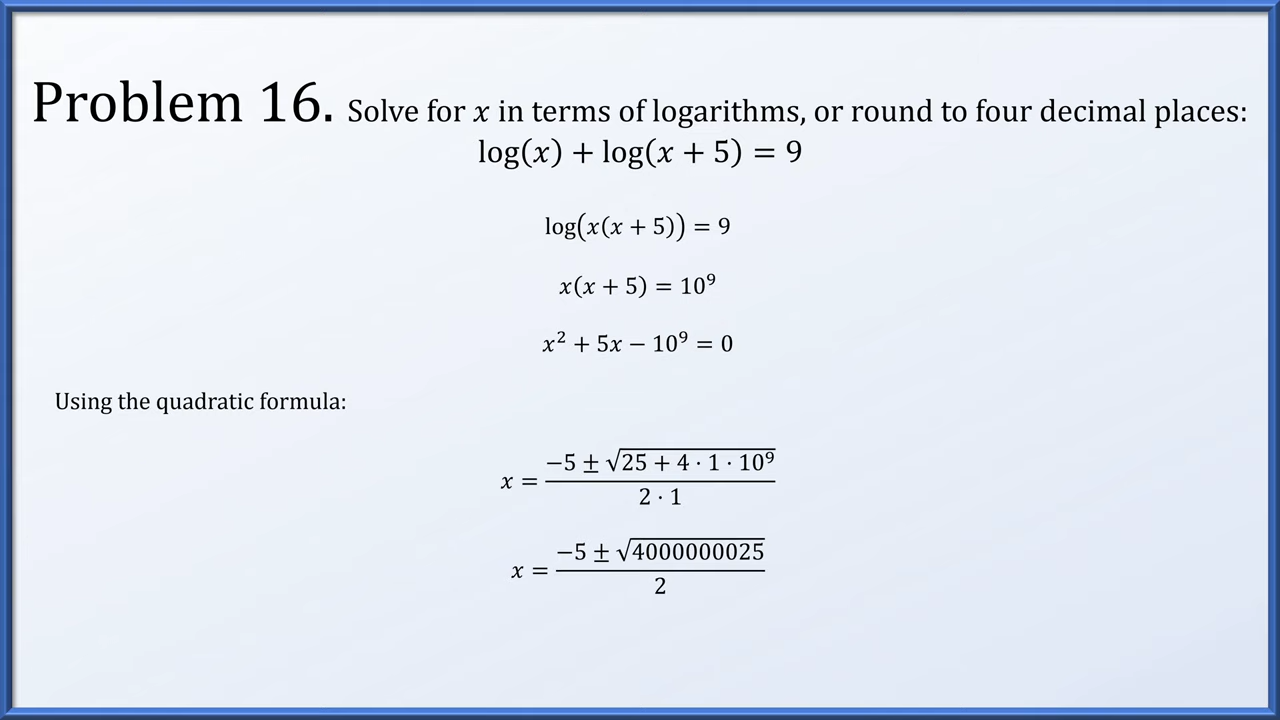 Problem 16. Solve for x in terms of logarithms, or round to four decimal places:
log(x) + log(x + 5) = 9
log(x(x + 5)) = 9
x(x + 5) = 10⁹
x² + 5x − 10⁹ = 0
Using the quadratic formula:
x = (−5 ± √(25 + 4 · 1 · 10⁹)) / (2 · 1)
x = (−5 ± √4000000025) / 2